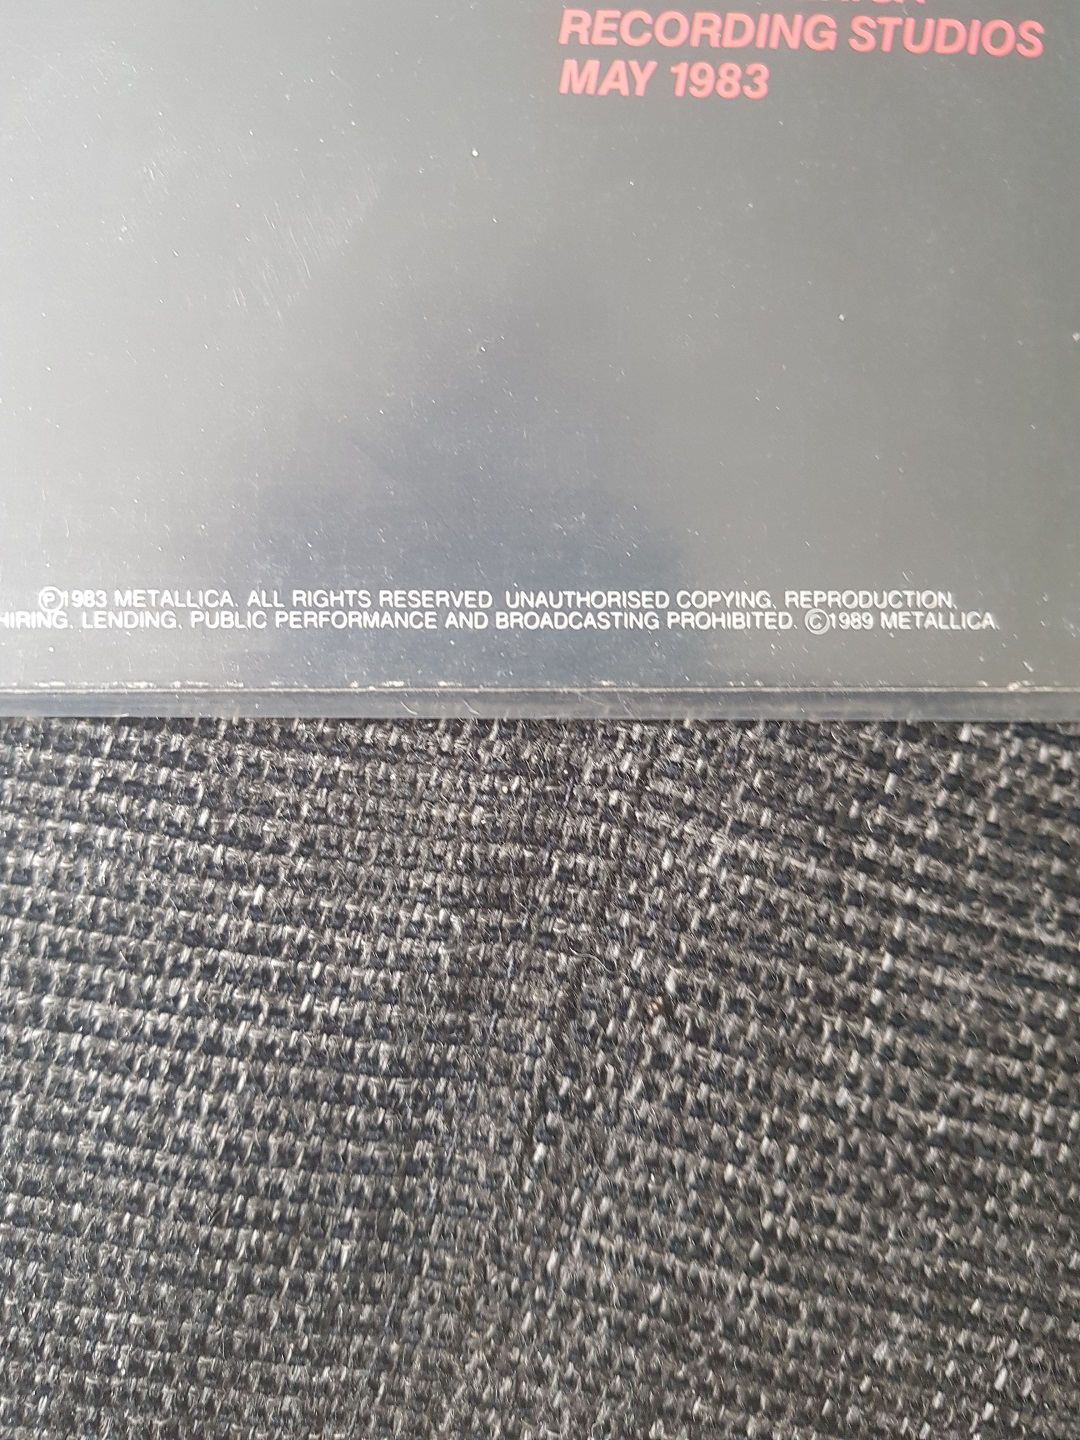 RECORDING STUDIOS
MAY 1983
℗1983 METALLICA. ALL RIGHTS RESERVED UNAUTHORISED COPYING, REPRODUCTION,
HIRING, LENDING, PUBLIC PERFORMANCE AND BROADCASTING PROHIBITED. ©1989 METALLICA.